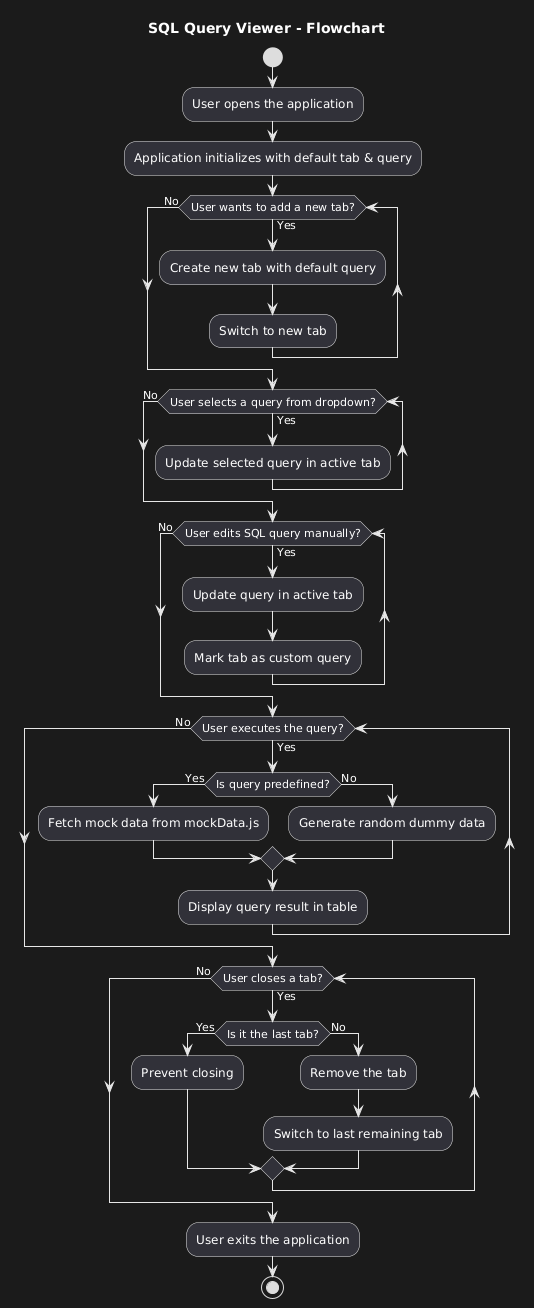 SQL Query Viewer - Flowchart
User opens the application
Application initializes with default tab & query
No
User wants to add a new tab?
Yes
Create new tab with default query
Switch to new tab
No
User selects a query from dropdown?
Yes
Update selected query in active tab
No
User edits SQL query manually?
Yes
Update query in active tab
Mark tab as custom query
No
User executes the query?
Yes
Yes
Is query predefined?
No
Fetch mock data from mockData.js
Generate random dummy data
Display query result in table
No
User closes a tab?
Yes
Yes
Is it the last tab?
No
Prevent closing
Remove the tab
Switch to last remaining tab
User exits the application